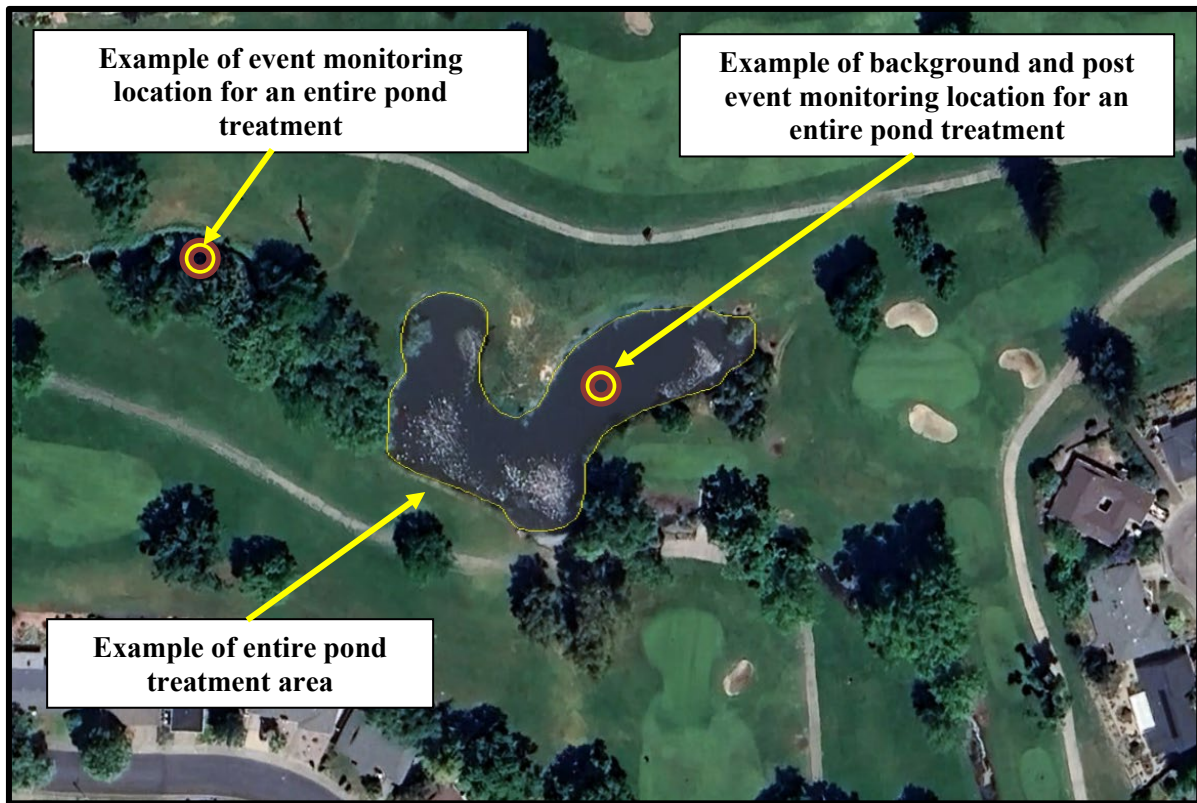 Example of event monitoring
location for an entire pond
treatment
Example of background and post
event monitoring location for an
entire pond treatment
Example of entire pond
treatment area